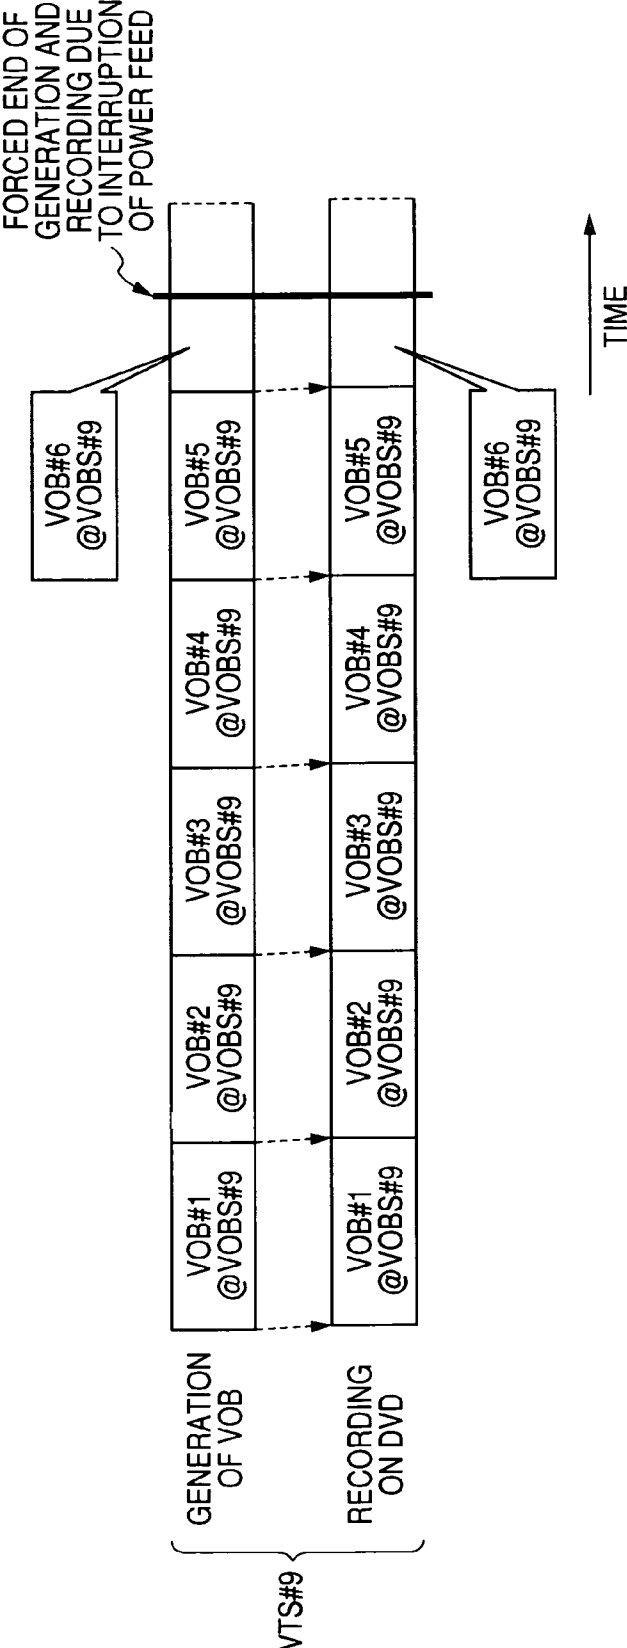 FORCED END OF
GENERATION AND
RECORDING DUE
TO INTERRUPTION
OF POWER FEED
VOB#6
@VOBS#9
VTS#9
GENERATION
OF VOB
VOB#1
@VOBS#9
VOB#2
@VOBS#9
VOB#3
@VOBS#9
VOB#4
@VOBS#9
VOB#5
@VOBS#9
RECORDING
ON DVD
VOB#1
@VOBS#9
VOB#2
@VOBS#9
VOB#3
@VOBS#9
VOB#4
@VOBS#9
VOB#5
@VOBS#9
VOB#6
@VOBS#9
TIME